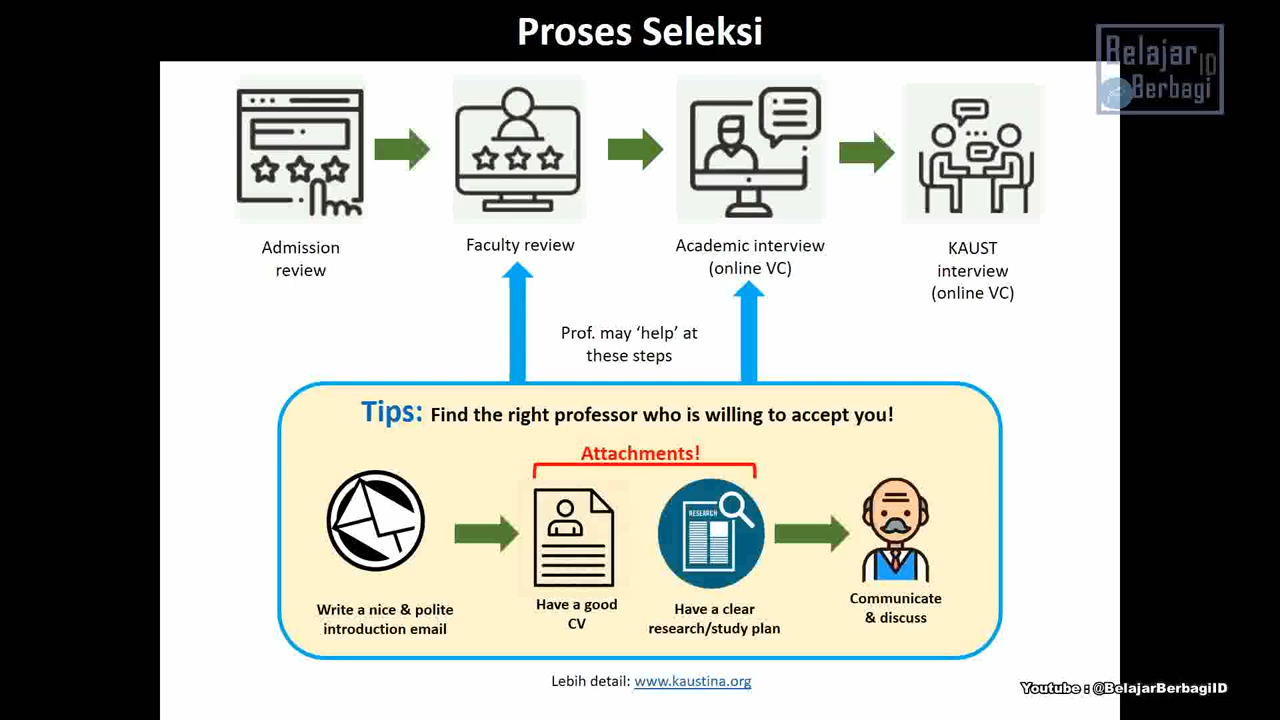 Proses Seleksi
Belajar
ID
Berbagi
Admission
review
Faculty review
Academic interview
(online VC)
KAUST
interview
(online VC)
Prof. may ‘help’ at
these steps
Tips: Find the right professor who is willing to accept you!
Attachments!
RESEARCH
Write a nice & polite
introduction email
Have a good
CV
Have a clear
research/study plan
Communicate
& discuss
Lebih detail: www.kaustina.org
Youtube : @BelajarBerbagiID